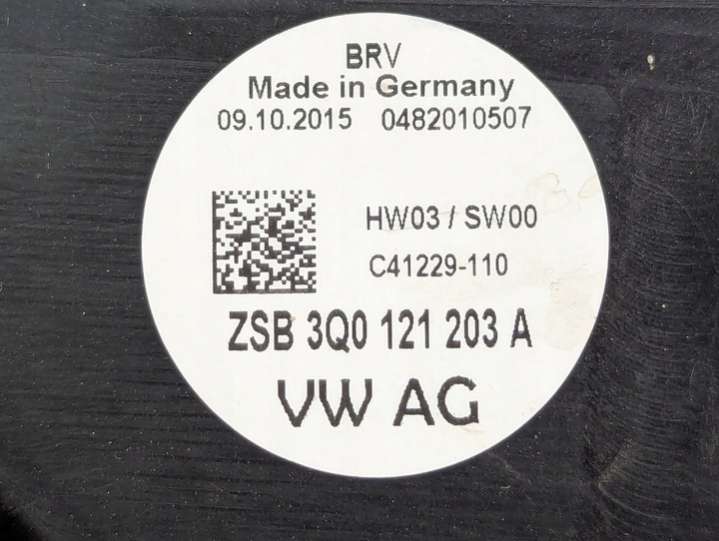 BRV
Made in Germany
09.10.2015 0482010507
HW03 / SW00
C41229-110
ZSB 3Q0 121 203 A
VW AG